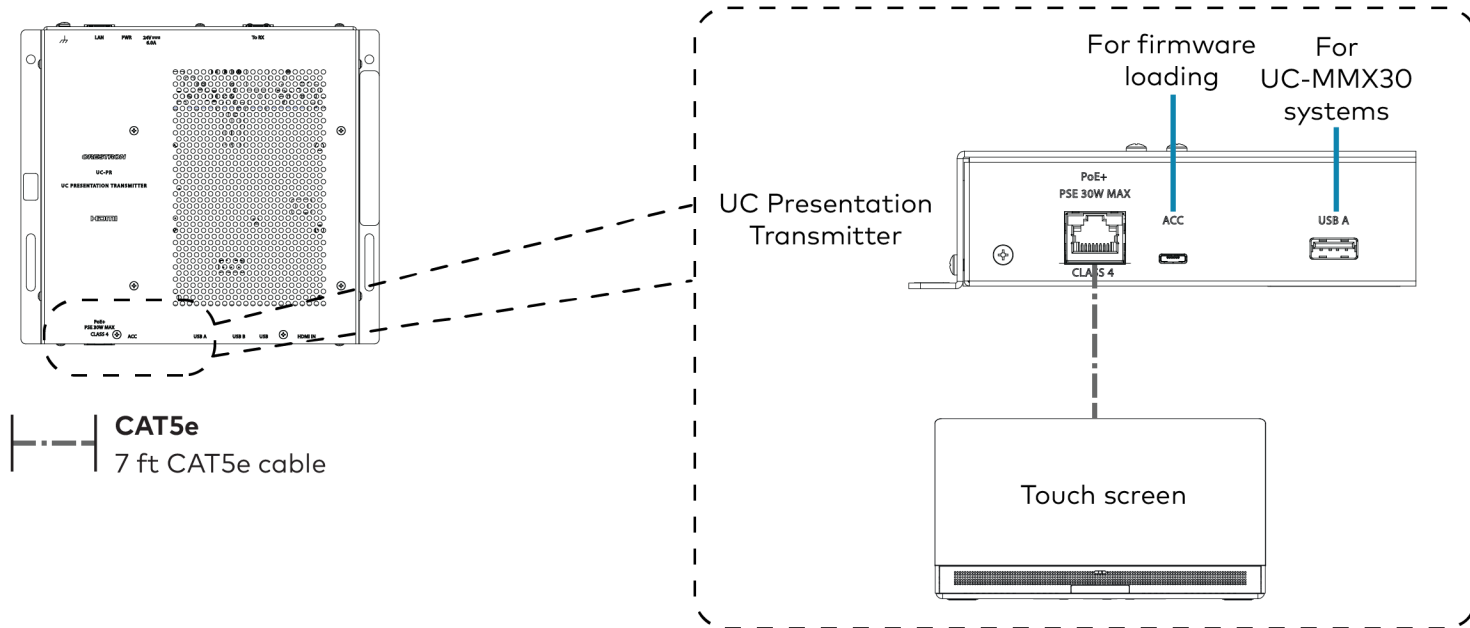 LAN PWR 24V⎓ To RX
6.0A
CRESTRON
UC-PR
UC PRESENTATION TRANSMITTER
HDMI
PoE+
PSE 30W MAX
CLASS 4 ACC USB A USB B USB HDMI IN
CAT5e
7 ft CAT5e cable
For firmware
loading
For
UC-MMX30
systems
UC Presentation
Transmitter
PoE+
PSE 30W MAX
ACC
USB A
CLASS 4
Touch screen